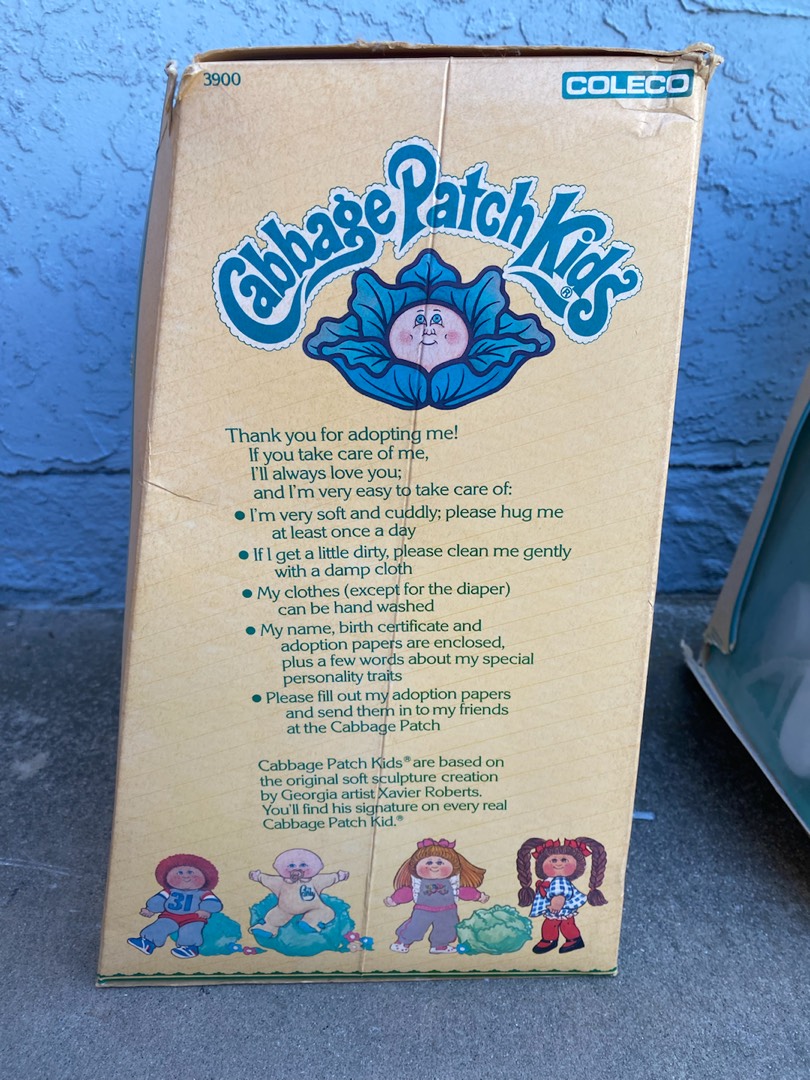 3900
COLECO
Cabbage Patch Kids®
Thank you for adopting me!
If you take care of me,
I'll always love you;
and I'm very easy to take care of:
● I'm very soft and cuddly; please hug me
at least once a day
● If I get a little dirty, please clean me gently
with a damp cloth
● My clothes (except for the diaper)
can be hand washed
● My name, birth certificate and
adoption papers are enclosed,
plus a few words about my special
personality traits
● Please fill out my adoption papers
and send them in to my friends
at the Cabbage Patch
Cabbage Patch Kids® are based on
the original soft sculpture creation
by Georgia artist Xavier Roberts.
You'll find his signature on every real
Cabbage Patch Kid.®
31